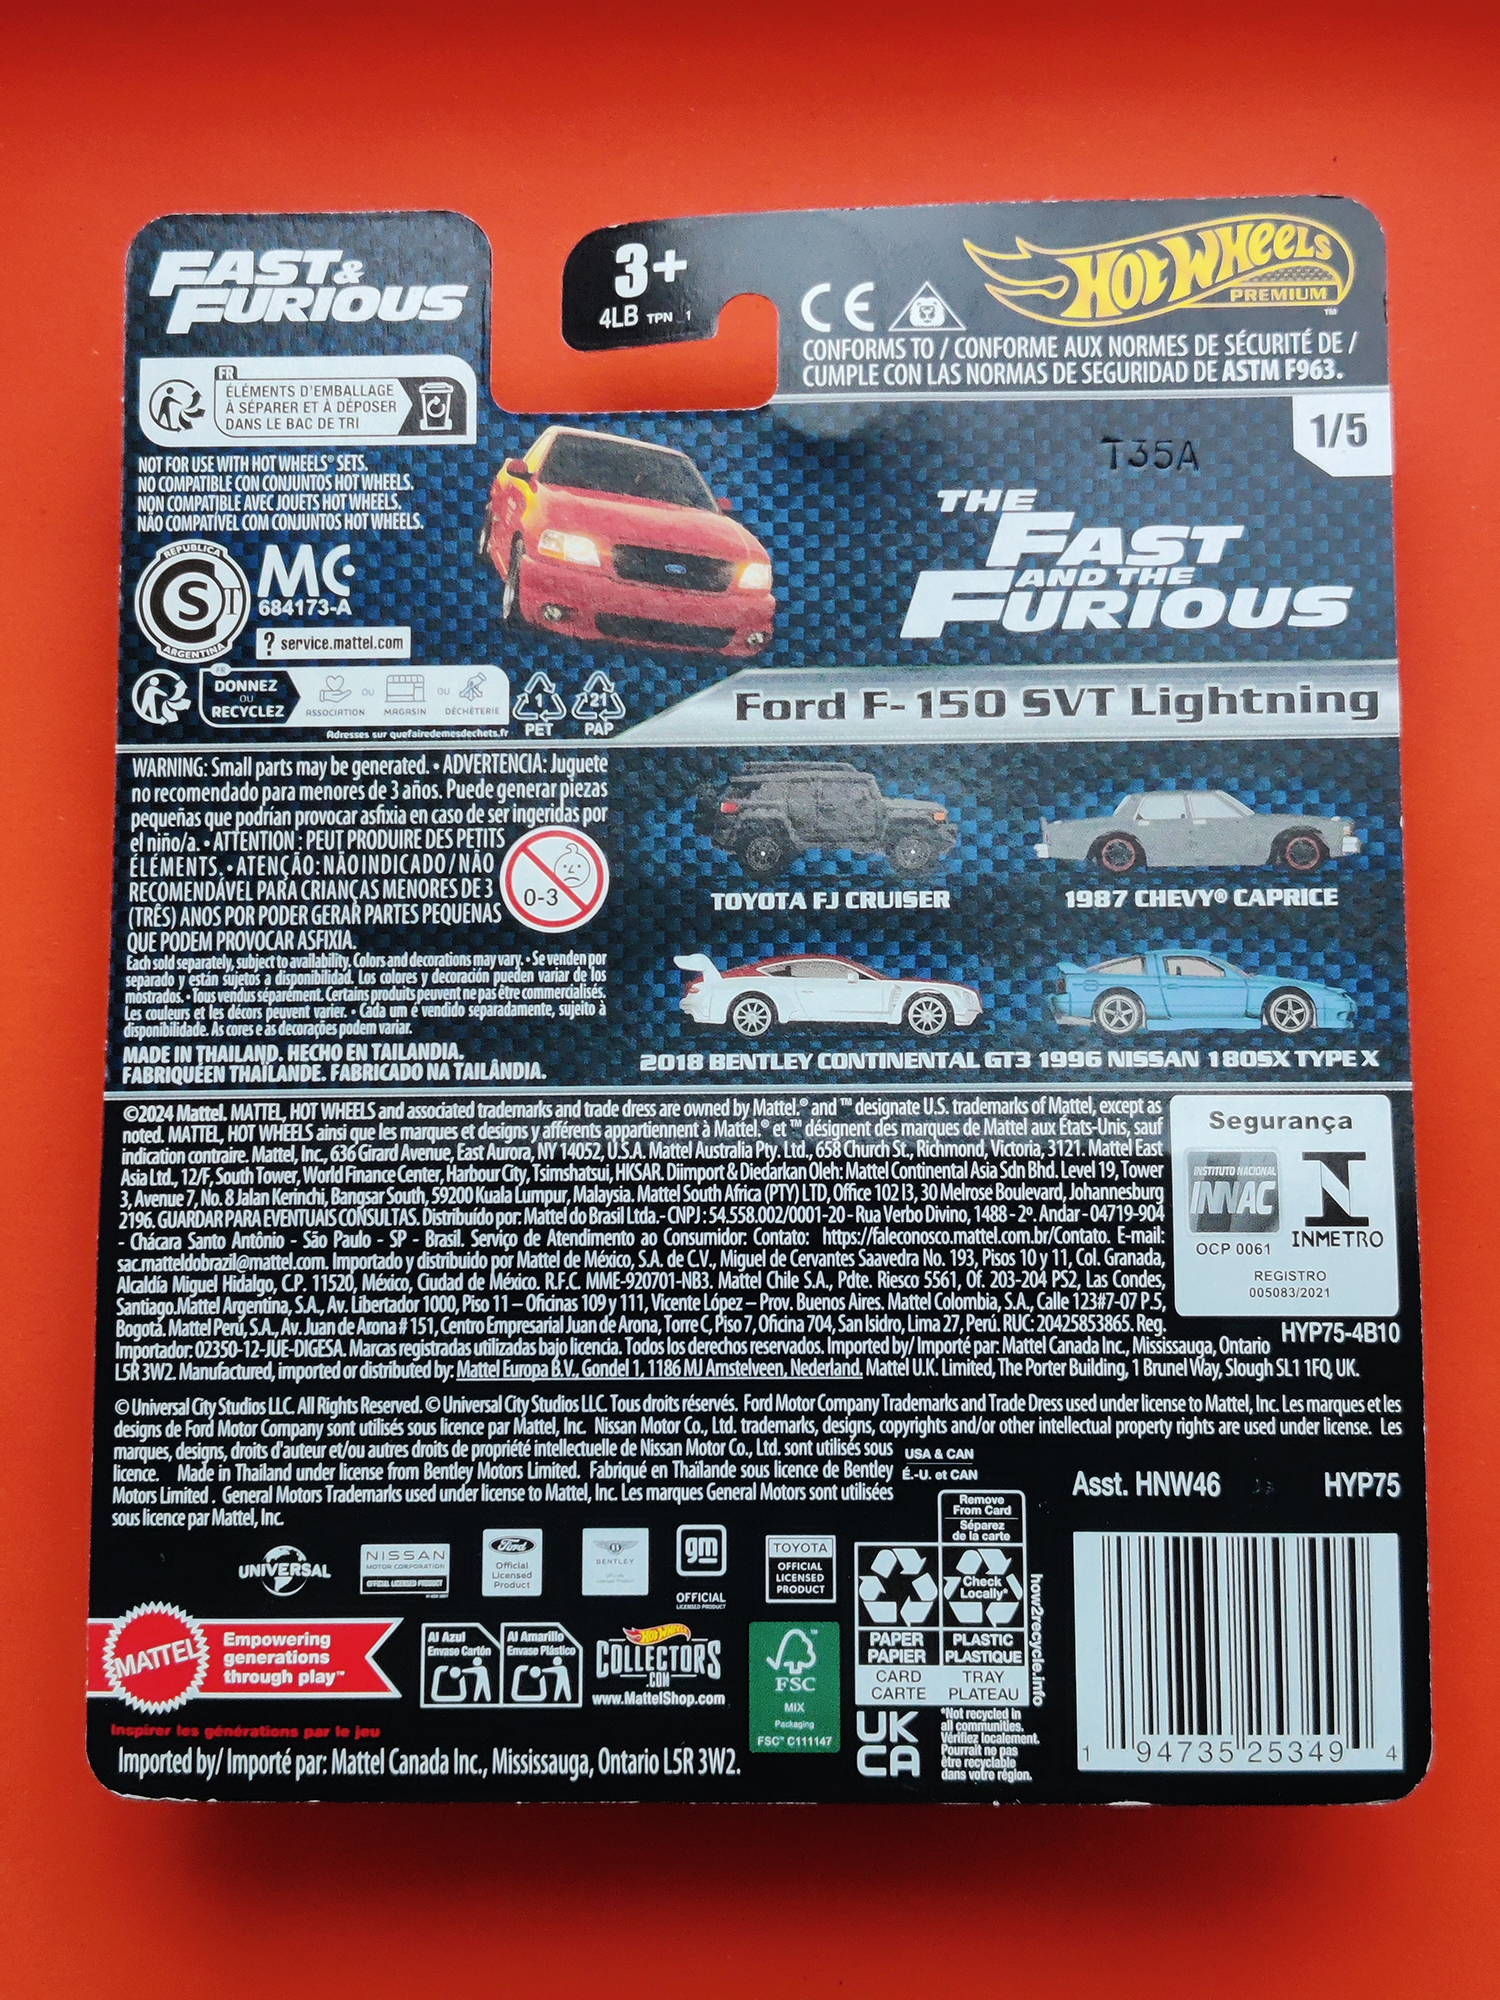 FAST &
FURIOUS
3+
4LB TPN_1
CE
HOT WHEELS
PREMIUM™
CONFORMS TO / CONFORME AUX NORMES DE SÉCURITÉ DE /
CUMPLE CON LAS NORMAS DE SEGURIDAD DE ASTM F963.
1/5
T35A
FR
ÉLÉMENTS D'EMBALLAGE
À SÉPARER ET À DÉPOSER
DANS LE BAC DE TRI
NOT FOR USE WITH HOT WHEELS® SETS.
NO COMPATIBLE CON CONJUNTOS HOT WHEELS.
NON COMPATIBLE AVEC JOUETS HOT WHEELS.
NÃO COMPATÍVEL COM CONJUNTOS HOT WHEELS.
THE
FAST
AND THE
FURIOUS
REPUBLICA
S T
ARGENTINA
MC
684173-A
? service.mattel.com
FR
DONNEZ
OU
RECYCLEZ
ASSOCIATION OU MAGASIN OU DÉCHÈTERIE
Adresses sur quefairedemesdechets.fr
1
PET
21
PAP
Ford F-150 SVT Lightning
WARNING: Small parts may be generated. • ADVERTENCIA: Juguete
no recomendado para menores de 3 años. Puede generar piezas
pequeñas que podrían provocar asfixia en caso de ser ingeridas por
el niño/a. • ATTENTION : PEUT PRODUIRE DES PETITS
ÉLÉMENTS. • ATENÇÃO: NÃO INDICADO / NÃO
RECOMENDÁVEL PARA CRIANÇAS MENORES DE 3
(TRÊS) ANOS POR PODER GERAR PARTES PEQUENAS
QUE PODEM PROVOCAR ASFIXIA.
0-3
Each sold separately, subject to availability. Colors and decorations may vary. • Se venden por
separado y están sujetos a disponibilidad. Los colores y decoración pueden variar de los
mostrados. • Tous vendus séparément. Certains produits peuvent ne pas être commercialisés.
Les couleurs et les décors peuvent varier. • Cada um é vendido separadamente, sujeito à
disponibilidade. As cores e as decorações podem variar.
MADE IN THAILAND. HECHO EN TAILANDIA.
FABRIQUÉ EN THAÏLANDE. FABRICADO NA TAILÂNDIA.
TOYOTA FJ CRUISER
1987 CHEVY® CAPRICE
2018 BENTLEY CONTINENTAL GT3
1996 NISSAN 180SX TYPE X
©2024 Mattel. MATTEL, HOT WHEELS and associated trademarks and trade dress are owned by Mattel.® and ™ designate U.S. trademarks of Mattel, except as
noted. MATTEL, HOT WHEELS ainsi que les marques et designs y afférents appartiennent à Mattel.® et ™ désignent des marques de Mattel aux États-Unis, sauf
indication contraire. Mattel, Inc., 636 Girard Avenue, East Aurora, NY 14052, U.S.A. Mattel Australia Pty. Ltd., 658 Church St., Richmond, Victoria, 3121. Mattel East
Asia Ltd., 12/F, South Tower, World Finance Center, Harbour City, Tsimshatsui, HKSAR. Diimport & Diedarkan Oleh: Mattel Continental Asia Sdn Bhd. Level 19, Tower
3, Avenue 7, No. 8 Jalan Kerinchi, Bangsar South, 59200 Kuala Lumpur, Malaysia. Mattel South Africa (PTY) LTD, Office 102 I3, 30 Melrose Boulevard, Johannesburg
2196. GUARDAR PARA EVENTUAIS CONSULTAS. Distribuído por: Mattel do Brasil Ltda.- CNPJ : 54.558.002/0001-20 - Rua Verbo Divino, 1488 - 2º. Andar - 04719-904
- Chácara Santo Antônio - São Paulo - SP - Brasil. Serviço de Atendimento ao Consumidor: Contato: https://faleconosco.mattel.com.br/Contato. E-mail:
sac.matteldobrazil@mattel.com. Importado y distribuido por Mattel de México, S.A. de C.V., Miguel de Cervantes Saavedra No. 193, Pisos 10 y 11, Col. Granada,
Alcaldía Miguel Hidalgo, C.P. 11520, México, Ciudad de México. R.F.C. MME-920701-NB3. Mattel Chile S.A., Pdte. Riesco 5561, Of. 203-204 PS2, Las Condes,
Santiago.Mattel Argentina, S.A., Av. Libertador 1000, Piso 11 – Oficinas 109 y 111, Vicente López – Prov. Buenos Aires. Mattel Colombia, S.A., Calle 123#7-07 P.5,
Bogotá. Mattel Perú, S.A., Av. Juan de Arona # 151, Centro Empresarial Juan de Arona, Torre C, Piso 7, Oficina 704, San Isidro, Lima 27, Perú. RUC: 20425853865. Reg.
Importador: 02350-12-JUE-DIGESA. Marcas registradas utilizadas bajo licencia. Todos los derechos reservados. Imported by/ Importé par: Mattel Canada Inc., Mississauga, Ontario
L5R 3W2. Manufactured, imported or distributed by: Mattel Europa B.V., Gondel 1, 1186 MJ Amstelveen, Nederland. Mattel U.K. Limited, The Porter Building, 1 Brunel Way, Slough SL1 1FQ, UK.
Segurança
INSTITUTO NACIONAL
INNAC
OCP 0061
INMETRO
REGISTRO
005083/2021
HYP75-4B10
© Universal City Studios LLC. All Rights Reserved. © Universal City Studios LLC. Tous droits réservés. Ford Motor Company Trademarks and Trade Dress used under license to Mattel, Inc. Les marques et les
designs de Ford Motor Company sont utilisés sous licence par Mattel, Inc. Nissan Motor Co., Ltd. trademarks, designs, copyrights and/or other intellectual property rights are used under license. Les
marques, designs, droits d'auteur et/ou autres droits de propriété intellectuelle de Nissan Motor Co., Ltd. sont utilisés sous
licence. Made in Thailand under license from Bentley Motors Limited. Fabriqué en Thaïlande sous licence de Bentley
Motors Limited . General Motors Trademarks used under license to Mattel, Inc. Les marques General Motors sont utilisées
sous licence par Mattel, Inc.
USA & CAN
É.-U. et CAN
Asst. HNW46
HYP75
UNIVERSAL
NISSAN
MOTOR CORPORATION
OFFICIAL LICENSED PRODUCT
Ford
Official
Licensed
Product
BENTLEY
gm
OFFICIAL
LICENSED PRODUCT
TOYOTA
OFFICIAL
LICENSED
PRODUCT
Remove
From Card
Séparez
de la carte
Check
Locally*
PAPER
PAPIER
PLASTIC
PLASTIQUE
CARD
CARTE
TRAY
PLATEAU
how2recycle.info
*Not recycled in
all communities.
Vérifiez localement.
Pourrait ne pas
être recyclable
dans votre région.
UK
CA
MATTEL
Empowering
generations
through play™
Inspirer les générations par le jeu
Al Azul
Envase Cartón
Al Amarillo
Envase Plástico
HOT WHEELS
COLLECTORS
.COM
www.MattelShop.com
FSC
MIX
Packaging
FSC™ C111147
1 94735 25349 4
Imported by/ Importé par: Mattel Canada Inc., Mississauga, Ontario L5R 3W2.